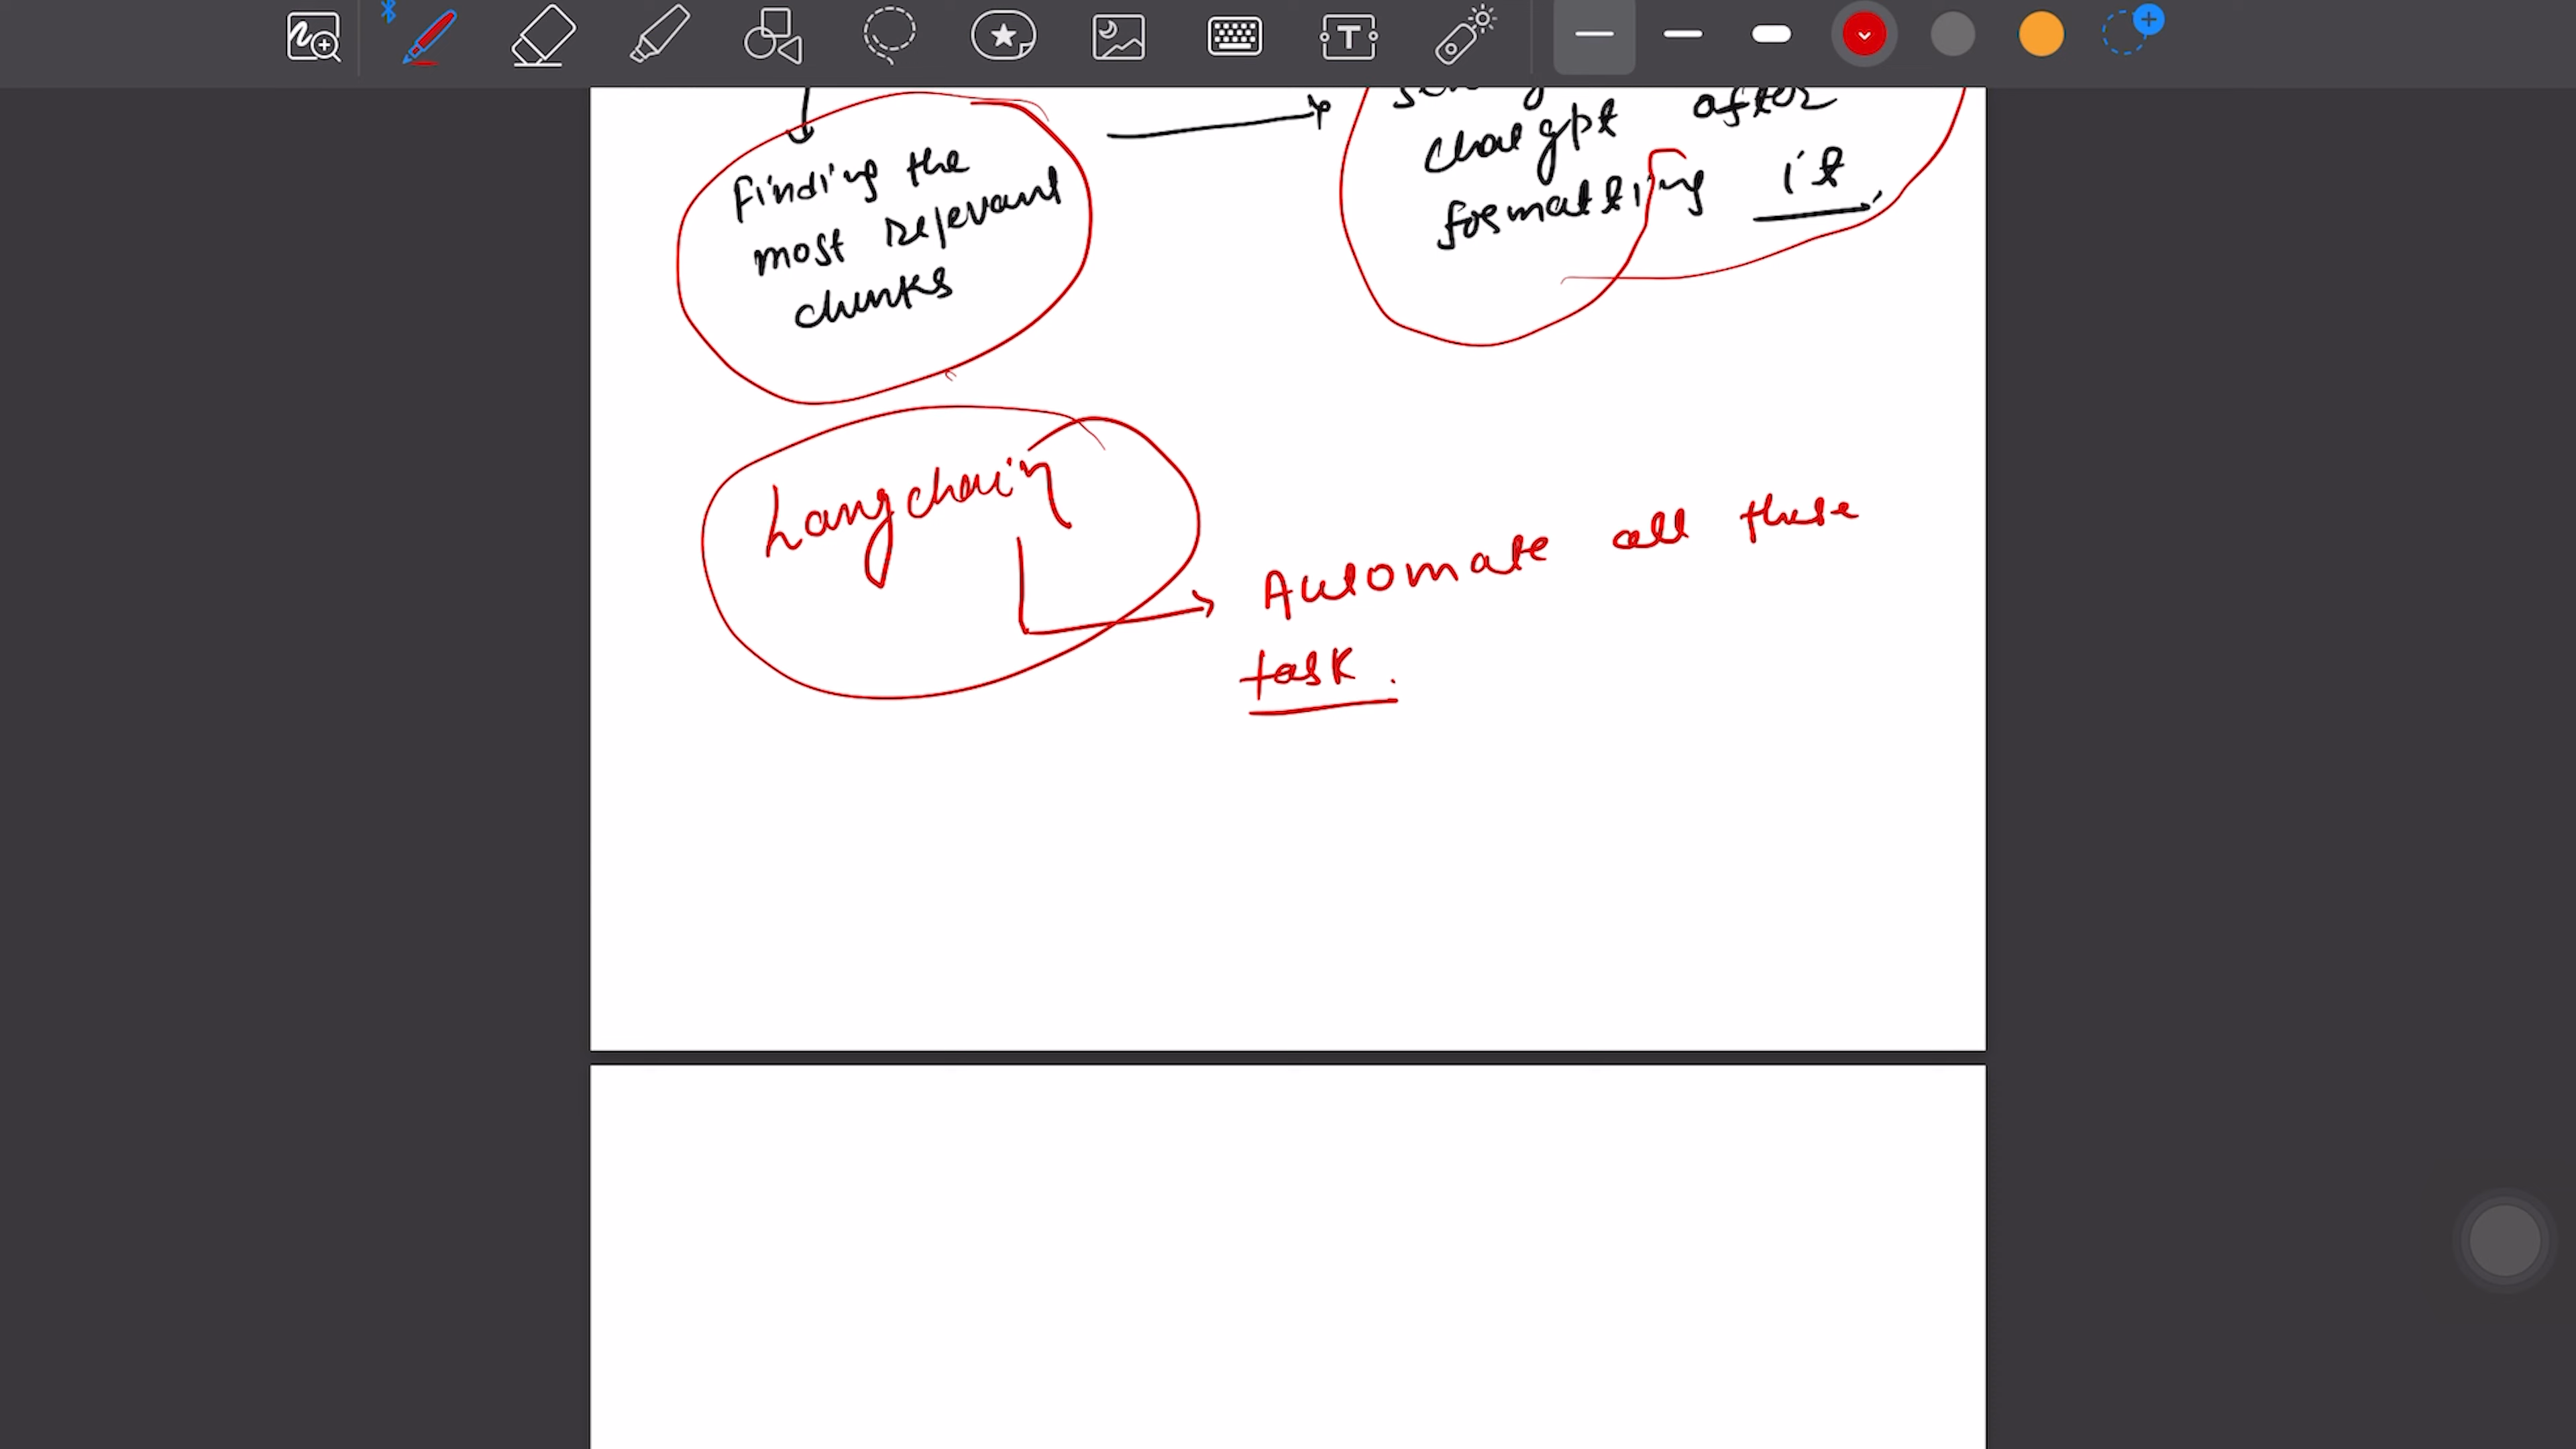 after
Chatgpt
formatting it
Finding the
most relevant
chunks
Langchain
Automate all these
task.